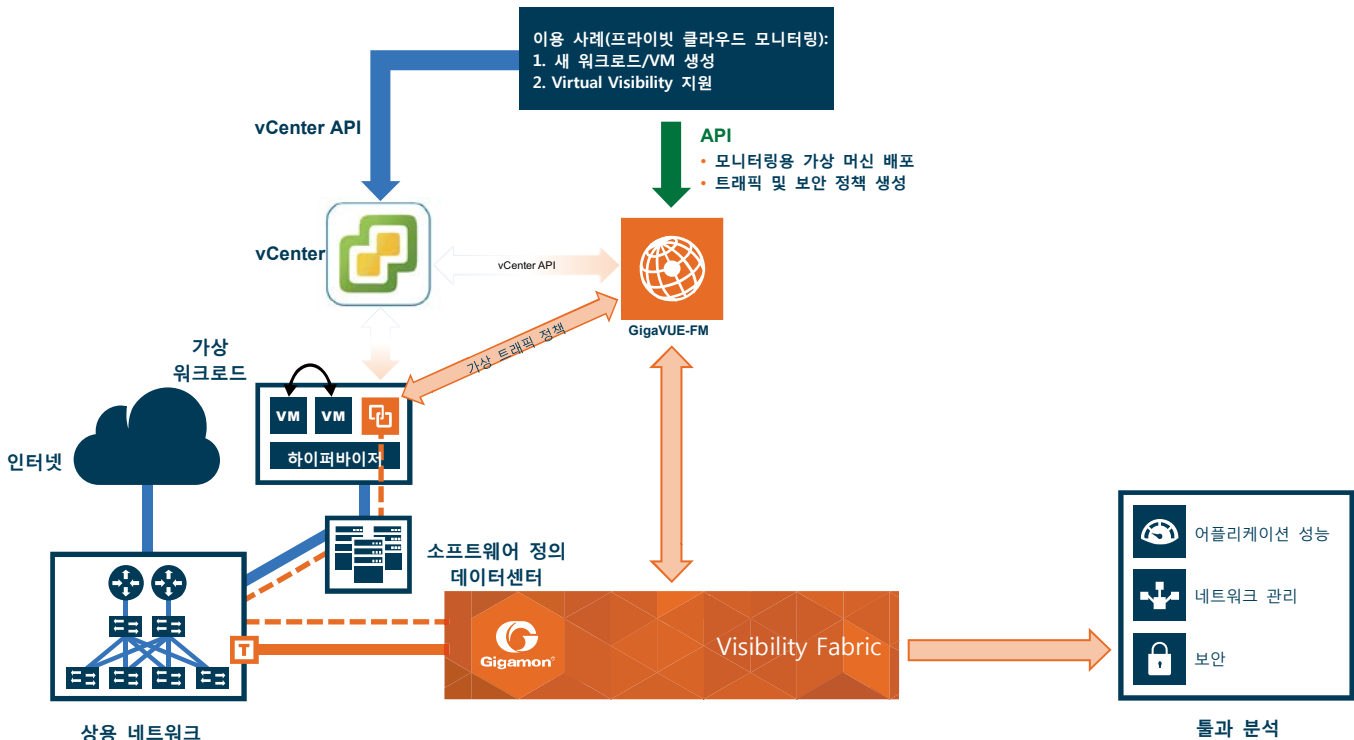 이용 사례(프라이빗 클라우드 모니터링):
1. 새 워크로드/VM 생성
2. Virtual Visibility 지원
vCenter API
API
• 모니터링용 가상 머신 배포
• 트래픽 및 보안 정책 생성
vCenter
vCenter API
GigaVUE-FM
가상 트래픽 정책
가상
워크로드
VM
VM
하이퍼바이저
인터넷
소프트웨어 정의
데이터센터
T
Gigamon®
Visibility Fabric
어플리케이션 성능
네트워크 관리
보안
상용 네트워크
툴과 분석